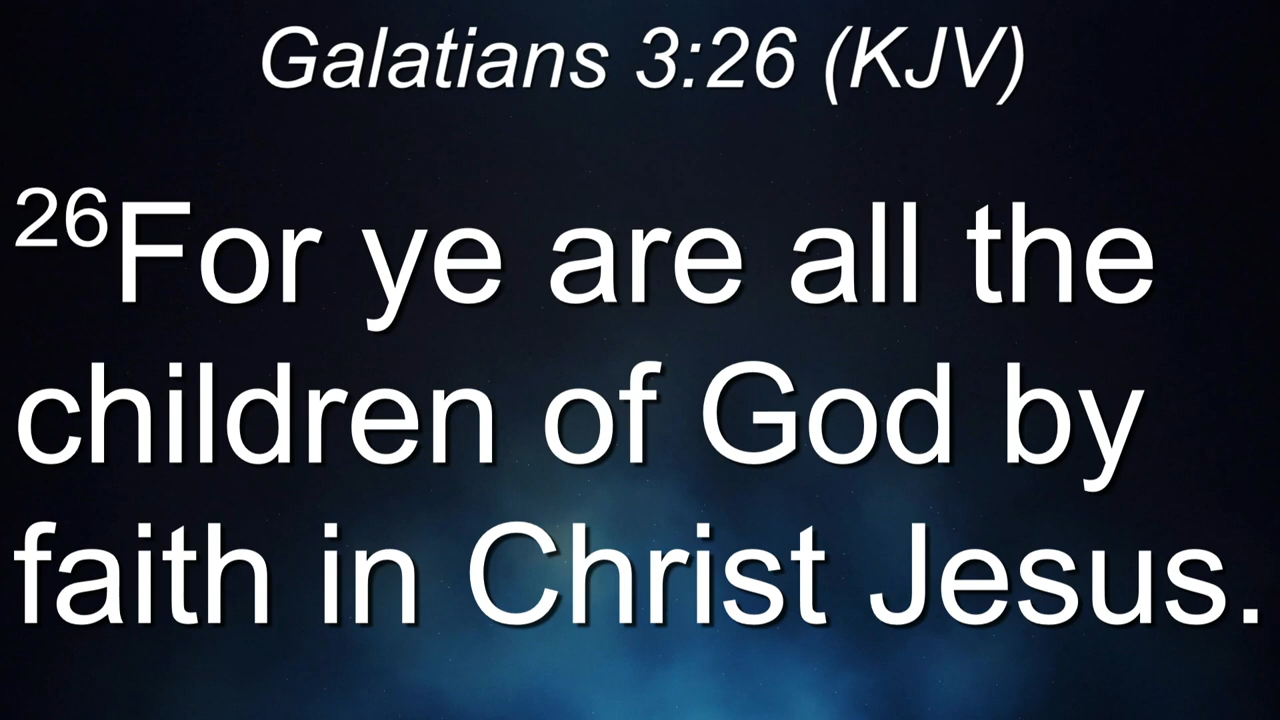 Galatians 3:26 (KJV)
26For ye are all the
children of God by
faith in Christ Jesus.